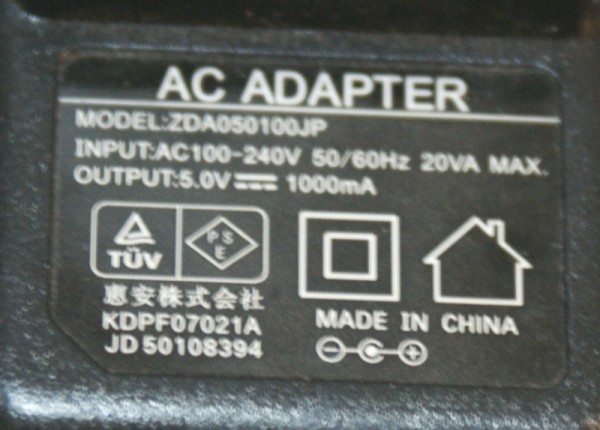 AC ADAPTER
MODEL:ZDA050100JP
INPUT:AC100-240V 50/60Hz 20VA MAX.
OUTPUT:5.0V 1000mA
TÜV
PSE
惠安株式会社
KDPF07021A
JD 50108394
MADE IN CHINA